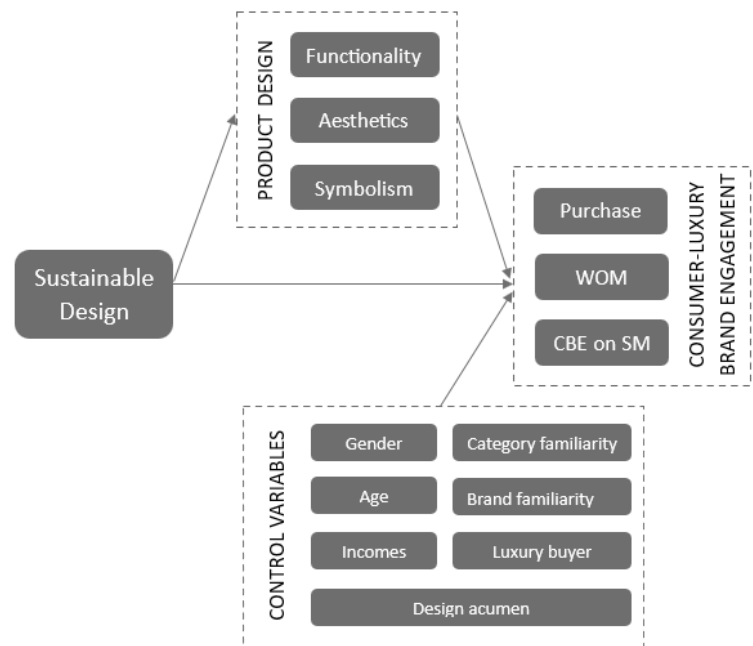 PRODUCT DESIGN
Functionality
Aesthetics
Symbolism
Sustainable
Design
Purchase
WOM
CBE on SM
CONSUMER-LUXURY
BRAND ENGAGEMENT
CONTROL VARIABLES
Gender
Category familiarity
Age
Brand familiarity
Incomes
Luxury buyer
Design acumen